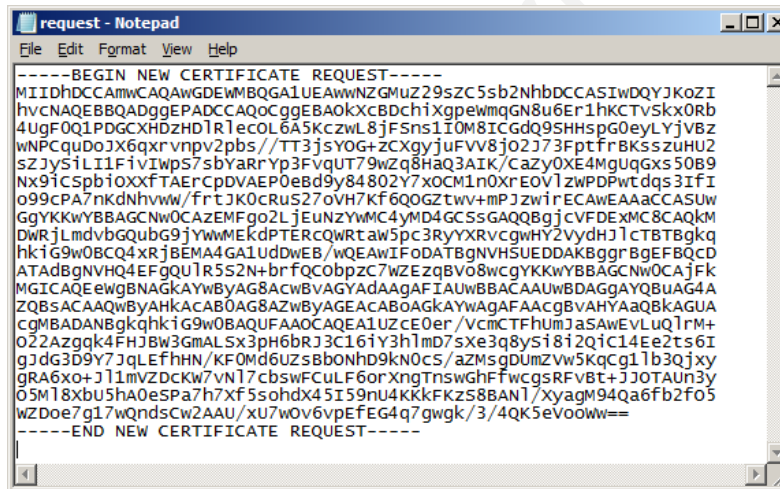 request - Notepad
File Edit Format View Help
-----BEGIN NEW CERTIFICATE REQUEST-----
MIIDhDCCAmwCAQAwGDEWMBQGA1UEAwwNZGMuZ29sZC5sb2NhbDCCASIwDQYJKoZI
hvcNAQEBBQADggEPADCCAQoCggEBAOkXcBDchiXgpeWmqGN8u6Er1hKCTvSkx0Rb
4UgF0Q1PDGCXHDzHDlRlecOL6A5KczwL8jFSns1I0M8ICGdQ9SHHspG0eyLYjVBz
wNPCquDoJX6qxrvnpv2pbs//TT3jsYOG+zCXgyjuFVV8jO2J73FptfrBKsszuHU2
sZJySiLI1FivIWpS7sbYaRrYp3FvqUT79wZq8HaQ3AIK/CaZy0XE4MgUqGxs50B9
Nx9iCSpbiOXXfTAErCpDVAEP0eBd9y84802Y7xOCM1n0XrEOVlzWPDPwtdqs3IfI
o99cPA7nKdNhvwW/frtJK0cRuS27oVH7Kf6QOGZtwv+mPJzwirECAwEAAaCCASUw
GgYKKwYBBAGCNw0CAzEMFgo2LjEuNzYwMC4yMD4GCSsGAQQBgjcVFDExMC8CAQkM
DWRjLmdvbGQubG9jYWwMEkdPTERcQWRtaW5pc3RyYXRvcgwHY2VydHJlcTBTBgkq
hkiG9w0BCQ4xRjBEMA4GA1UdDwEB/wQEAwIFoDATBgNVHSUEDDAKBggrBgEFBQcD
ATAdBgNVHQ4EFgQUlR5S2N+brfQCObpzC7WZEzqBVo8wcgYKKwYBBAGCNw0CAjFk
MGICAQEeWgBNAGkAYwByAG8AcwBvAGYAdAAgAFIAUwBBACAAUwBDAGgAYQBuAG4A
ZQBsACAAQwByAHkAcAB0AG8AZwByAGEAcABoAGkAYwAgAFAAcgBvAHYAaQBkAGUA
cgMBADANBgkqhkiG9w0BAQUFAAOCAQEA1UZcE0er/VcmCTFhUmJaSAwEvLuQlrM+
O22Azgqk4FHJBW3GmALSx3pH6bRJ3C16iY3hlmD7sXe3q8ySi8i2QiC14Ee2ts6I
gJdG3D9Y7JqLEfhHN/KF0Md6UZsBbONhD9kN0cS/aZMsgDUmZVw5KqCg1lb3Qjxy
gRA6xo+Jl1mVZDcKW7vNl7cbswFCuLF6orXngTnswGhFfwcgsRFvBt+JJOTAUn3y
O5Ml8XbU5hA0eSPa7h7Xf5sohdX45I59nU4KKkFKzS8BANl/XyagM94Qa6fb2fO5
WZDoe7g17wQndsCw2AAU/xU7wOv6vpEfEG4q7gwgk/3/4QK5eVooWw==
-----END NEW CERTIFICATE REQUEST-----